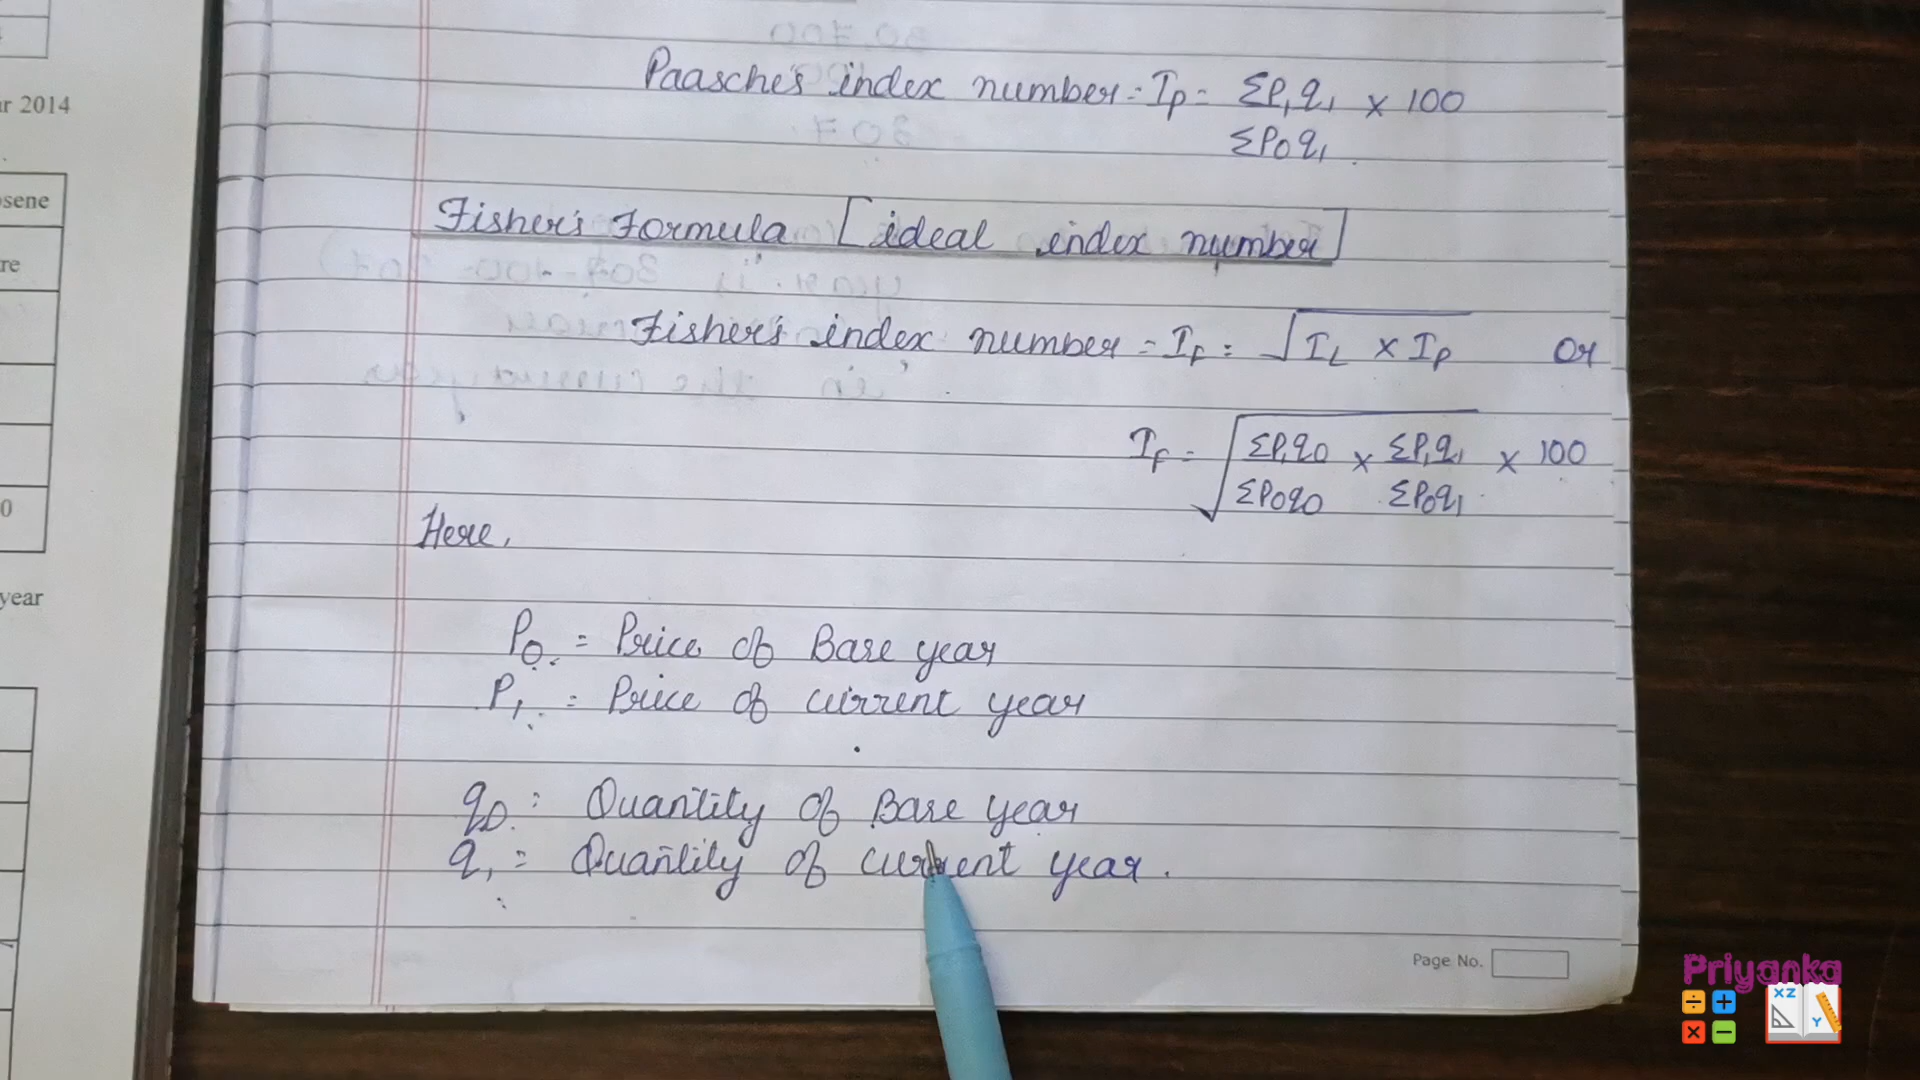 r 2014
sene
re
0
year
Paasche's index number = Ip = ΣP₁q₁ × 100
ΣP₀q₁
Fisher's Formula [ideal index number]
Fisher's index number = IF = √IL × IP or
IF = √ΣP₁q₀ × ΣP₁q₁ × 100
ΣP₀q₀ ΣP₀q₁
Here,
P₀ = Price of Base year
P₁ = Price of current year
q₀ = Quantity of Base year
q₁ = Quantity of current year.
Page No.
Priyanka
XZ
Y